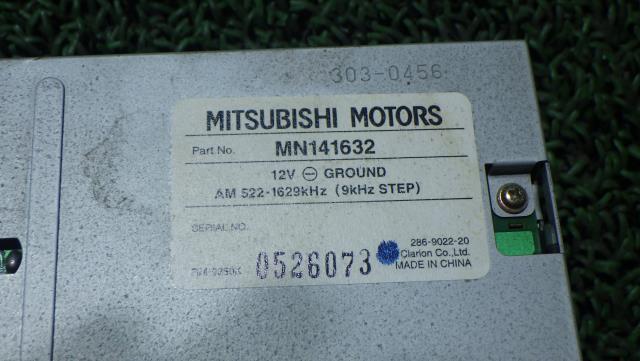 303-0456
MITSUBISHI MOTORS
Part No. MN141632
12V ⊖ GROUND
AM 522-1629kHz (9kHz STEP)
SERIAL NO.
286-9022-20
0526073 Clarion Co.,Ltd.
MADE IN CHINA